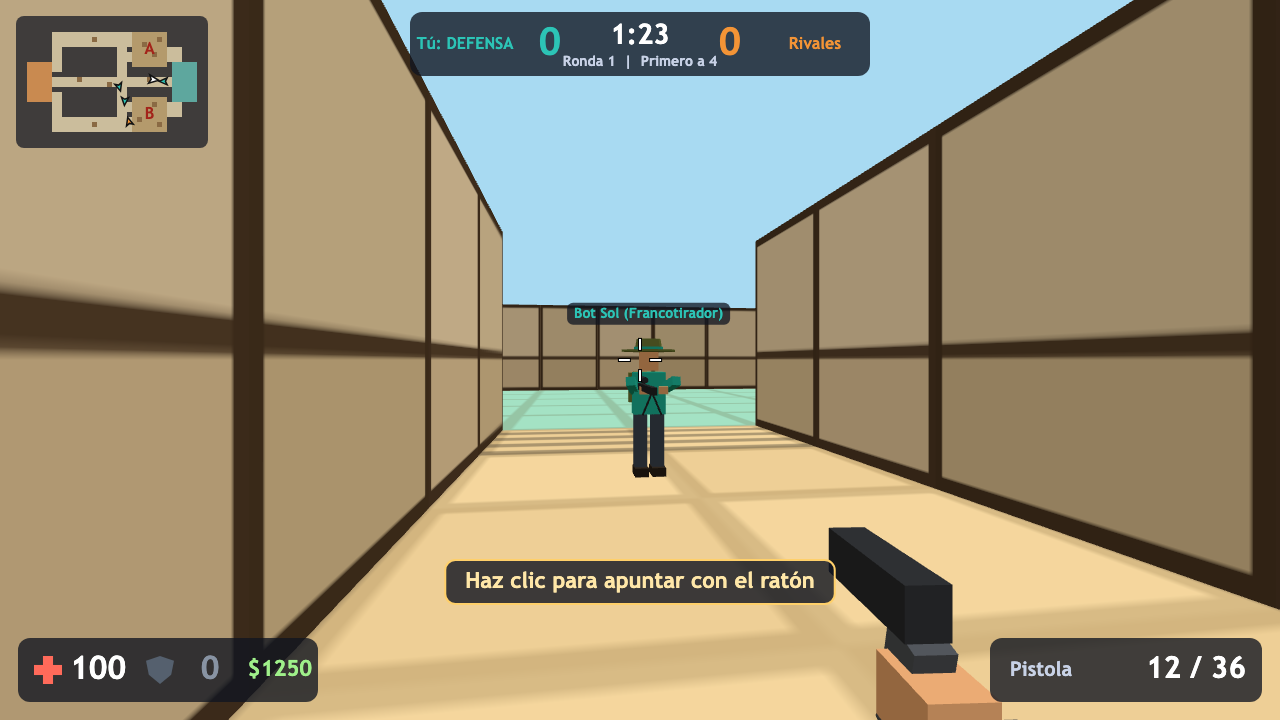 A
B
Tú: DEFENSA
0
1:23
0
Rivales
Ronda 1 | Primero a 4
Bot Sol (Francotirador)
Haz clic para apuntar con el ratón
100
0
$1250
Pistola
12 / 36